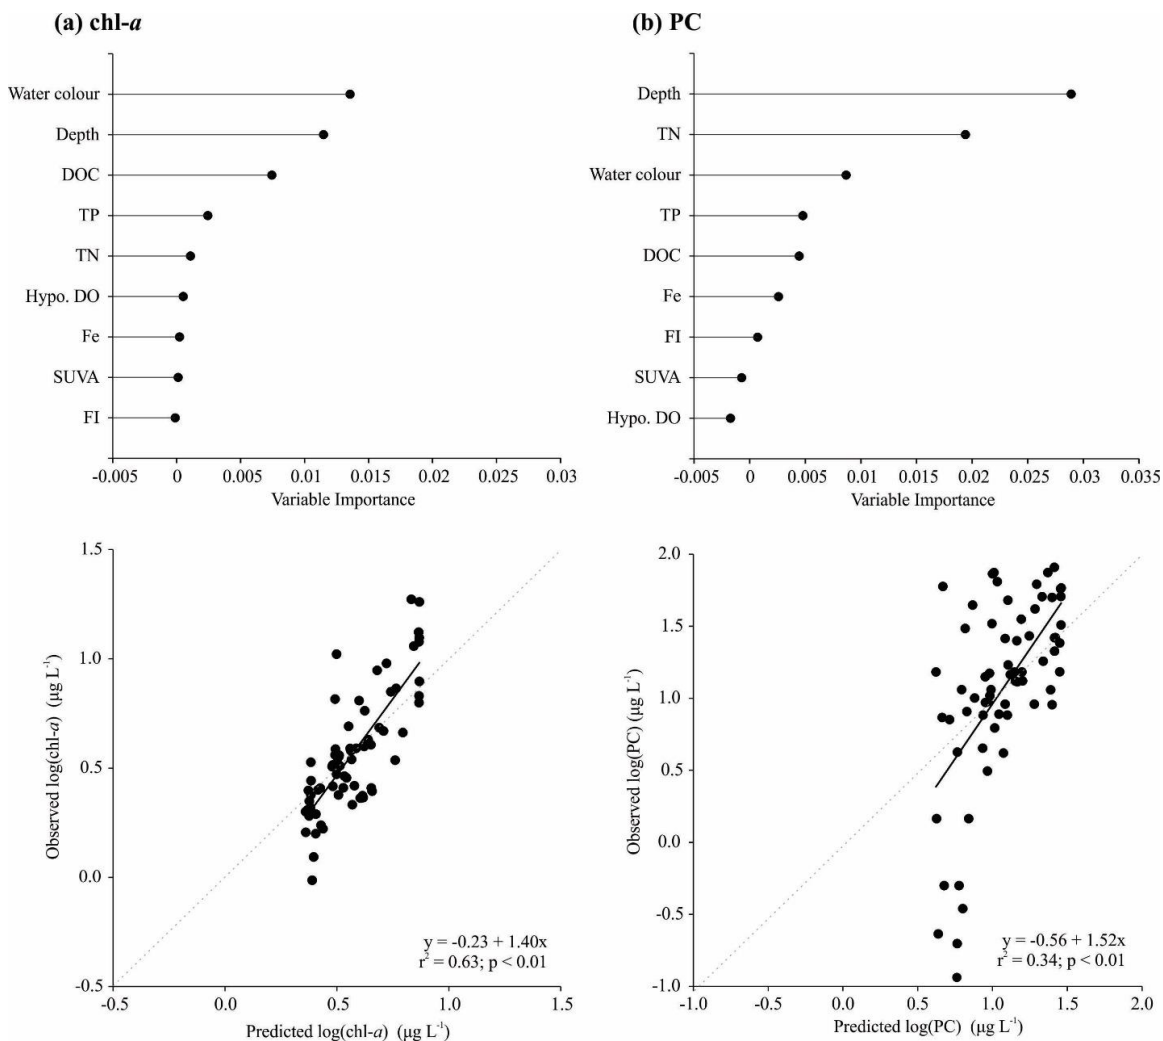 (a) chl-a
Water colour
Depth
DOC
TP
TN
Hypo. DO
Fe
SUVA
FI
-0.005 0 0.005 0.01 0.015 0.02 0.025 0.03
Variable Importance
(b) PC
Depth
TN
Water colour
TP
DOC
Fe
FI
SUVA
Hypo. DO
-0.005 0 0.005 0.01 0.015 0.02 0.025 0.03 0.035
Variable Importance
Observed log(chl-a) (µg L⁻¹)
1.5
1.0
0.5
0.0
-0.5
y = -0.23 + 1.40x
r² = 0.63; p < 0.01
-0.5 0.0 0.5 1.0 1.5
Predicted log(chl-a) (µg L⁻¹)
Observed log(PC) (µg L⁻¹)
2.0
1.5
1.0
0.5
0.0
-0.5
-1.0
y = -0.56 + 1.52x
r² = 0.34; p < 0.01
-1.0 -0.5 0.0 0.5 1.0 1.5 2.0
Predicted log(PC) (µg L⁻¹)